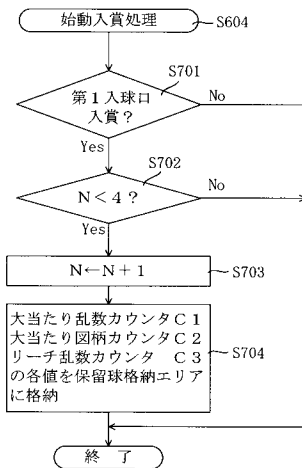 始動入賞処理
S604
S701
第１入球口
入賞？
No
Yes
S702
Ｎ＜４？
No
Yes
Ｎ←Ｎ＋１
S703
大当たり乱数カウンタＣ１
大当たり図柄カウンタＣ２
リーチ乱数カウンタ　Ｃ３
の各値を保留球格納エリア
に格納
S704
終　了